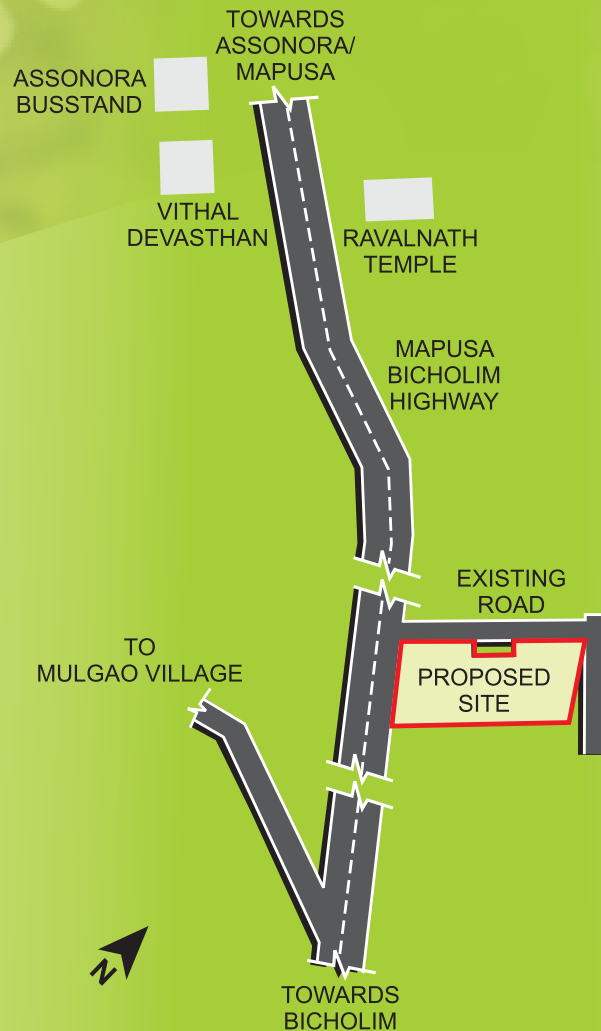 TOWARDS
ASSONORA/
MAPUSA
ASSONORA
BUSSTAND
VITHAL
DEVASTHAN
RAVALNATH
TEMPLE
MAPUSA
BICHOLIM
HIGHWAY
EXISTING
ROAD
TO
MULGAO VILLAGE
PROPOSED
SITE
N
TOWARDS
BICHOLIM